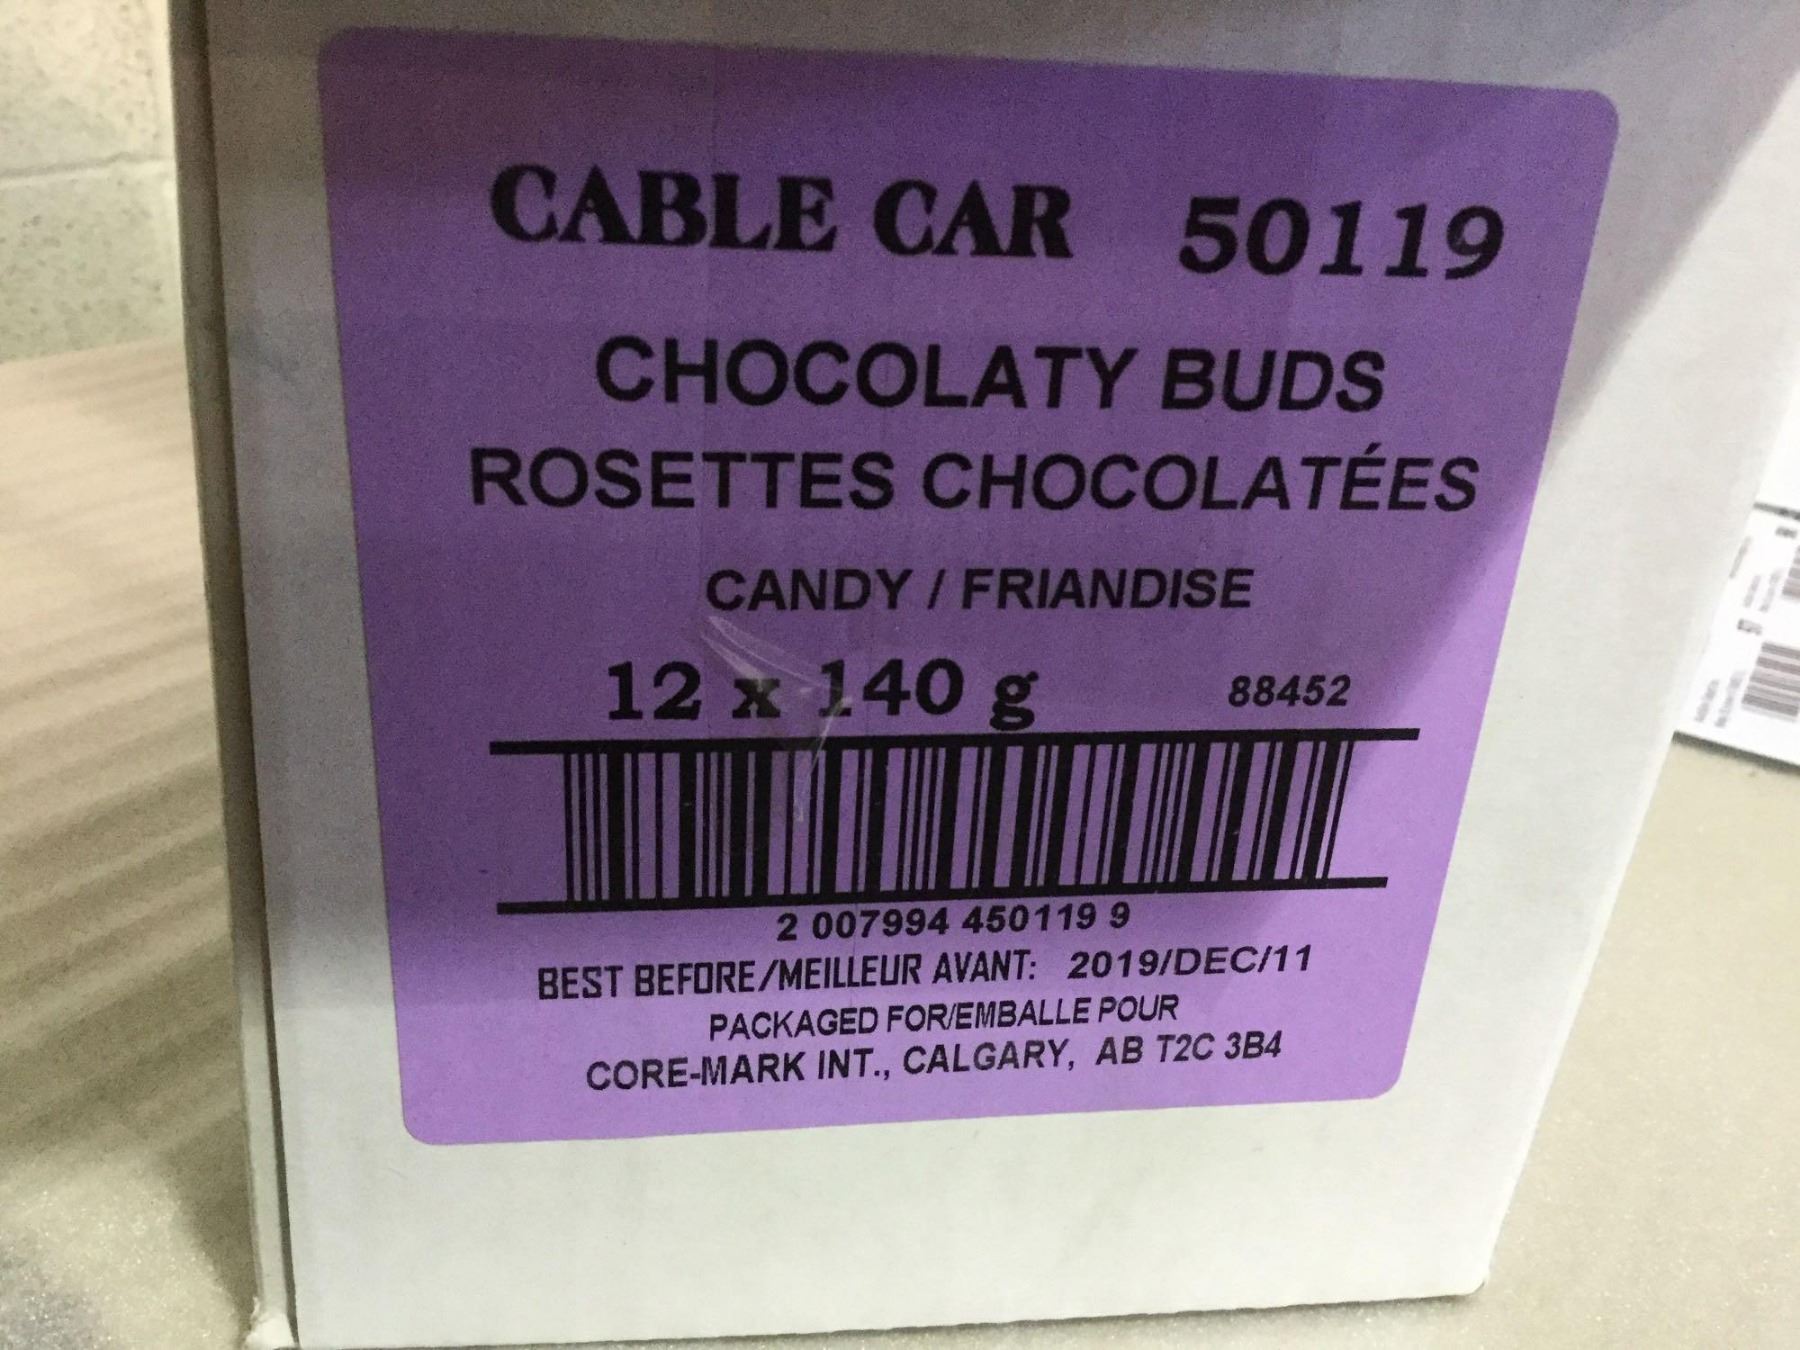 CABLE CAR 50119
CHOCOLATY BUDS
ROSETTES CHOCOLATÉES
CANDY / FRIANDISE
12 x 140 g 88452
2 007994 450119 9
BEST BEFORE/MEILLEUR AVANT: 2019/DEC/11
PACKAGED FOR/EMBALLE POUR
CORE-MARK INT., CALGARY, AB T2C 3B4